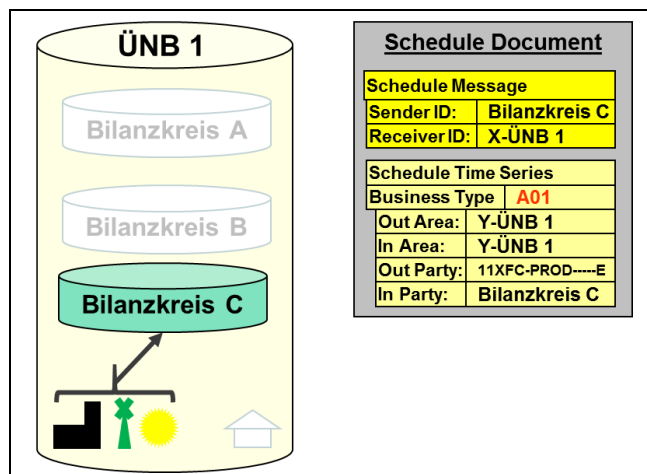 ÜNB 1
Bilanzkreis A
Bilanzkreis B
Bilanzkreis C
Schedule Document
Schedule Message
Sender ID: Bilanzkreis C
Receiver ID: X-ÜNB 1
Schedule Time Series
Business Type A01
Out Area: Y-ÜNB 1
In Area: Y-ÜNB 1
Out Party: 11XFC-PROD-----E
In Party: Bilanzkreis C